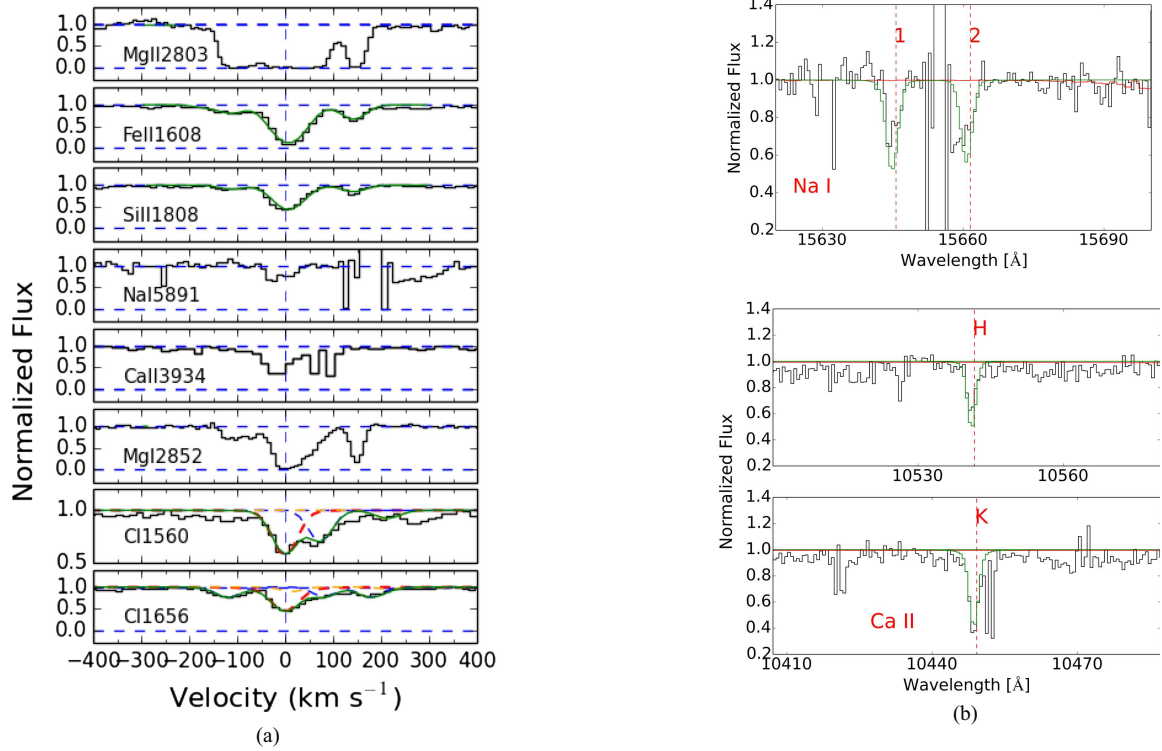 Normalized Flux
1.0
0.5
0.0
MgII2803
1.0
0.5
0.0
FeII1608
1.0
0.5
0.0
SiII1808
1.0
0.5
0.0
NaI5891
1.0
0.5
0.0
CaII3934
1.0
0.5
0.0
MgI2852
1.0
0.5
CI1560
1.0
0.5
0.0
CI1656
−400 −300 −200 −100 0 100 200 300 400
Velocity (km s−1)
(a)
Normalized Flux
1.4
1.2
1.0
0.8
0.6
0.4
0.2
1 2
Na I
15630 15660 15690
Wavelength [Å]
Normalized Flux
1.4
1.2
1.0
0.8
0.6
0.4
0.2
H
10530 10560
Normalized Flux
1.4
1.2
1.0
0.8
0.6
0.4
0.2
K
Ca II
10410 10440 10470
Wavelength [Å]
(b)